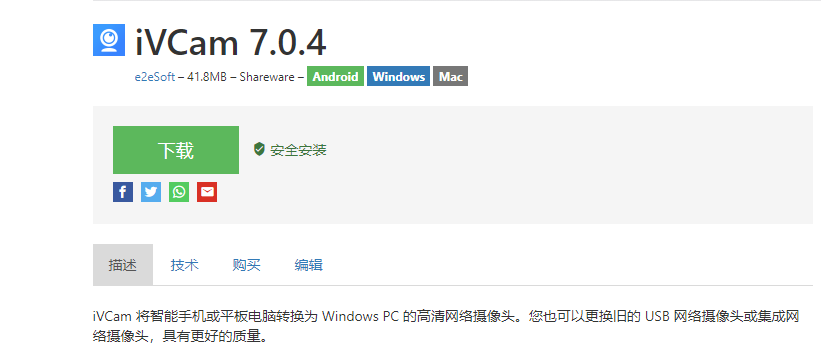 iVCam 7.0.4
e2eSoft – 41.8MB – Shareware – Android Windows Mac
下载 安全安装
描述 技术 购买 编辑
iVCam 将智能手机或平板电脑转换为 Windows PC 的高清网络摄像头。您也可以更换旧的 USB 网络摄像头或集成网
络摄像头，具有更好的质量。